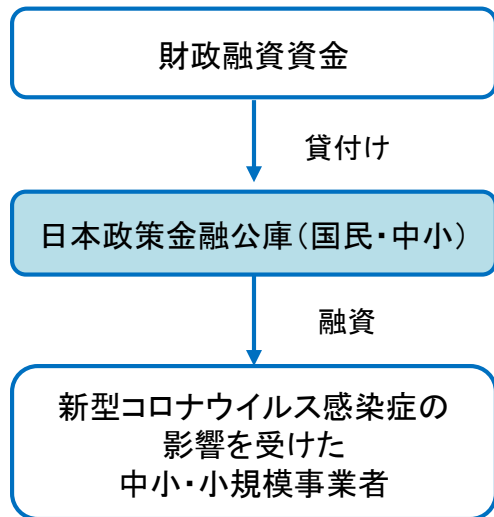 財政融資資金
貸付け
日本政策金融公庫（国民・中小）
融資
新型コロナウイルス感染症の
影響を受けた
中小・小規模事業者